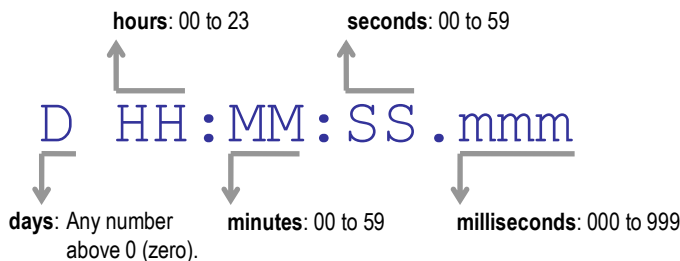 hours: 00 to 23
seconds: 00 to 59
D HH:MM:SS.mmm
days: Any number
above 0 (zero).
minutes: 00 to 59
milliseconds: 000 to 999